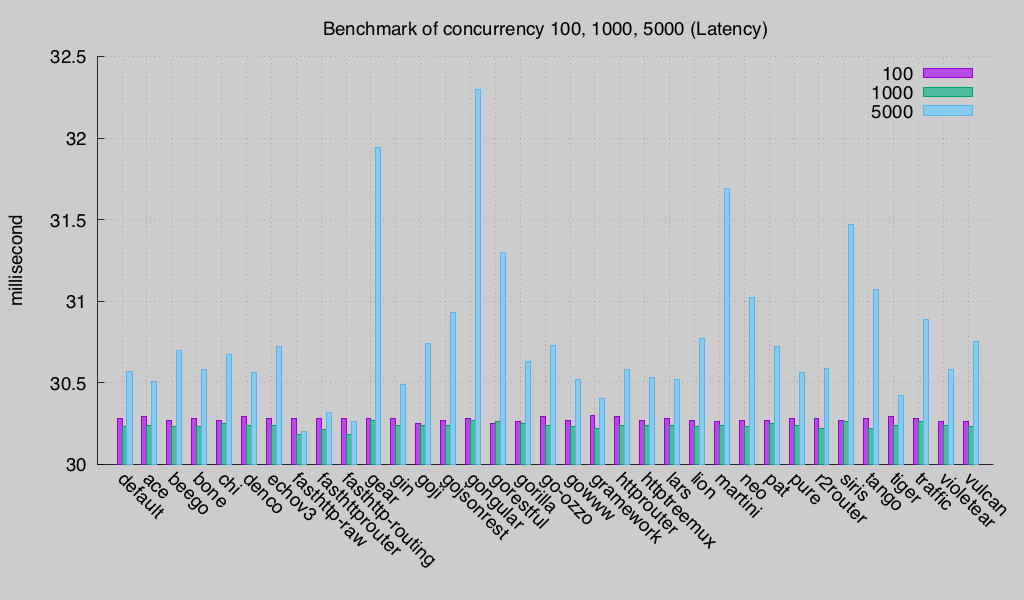 Benchmark of concurrency 100, 1000, 5000 (Latency)
32.5
32
31.5
31
30.5
30
millisecond
100
1000
5000
default
ace
beego
bone
chi
denco
echov3
fasthttp-raw
fasthttprouter
fasthttp-routing
gear
gin
goji
gojsonrest
gongular
gorestful
gorilla
go-ozzo
gowww
gramework
httprouter
httptreemux
lars
lion
martini
neo
pat
pure
r2router
siris
tango
tiger
traffic
violetear
vulcan